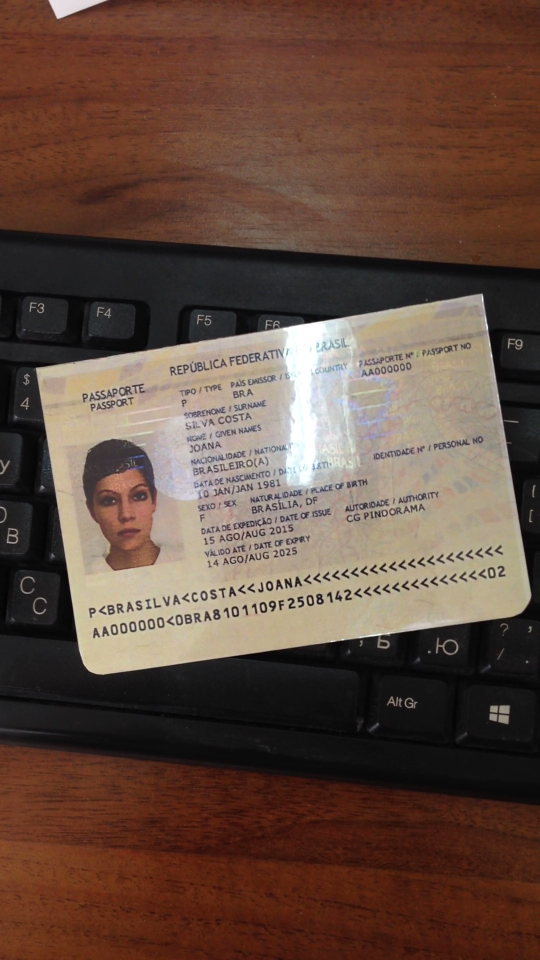 F3
F4
F5
F6
F9
$
4
REPÚBLICA FEDERATIVA DO BRASIL
PASSAPORTE
PASSPORT
TIPO / TYPE PAÍS EMISSOR / COUNTRY PASSAPORTE Nº / PASSPORT NO
P BRA AA000000
SOBRENOME / SURNAME
SILVA COSTA
NOME / GIVEN NAMES
JOANA
NACIONALIDADE / IDENTIDADE Nº / PERSONAL NO
BRASILEIRO(A)
DATA DE NASCIMENTO / DATE OF BIRTH
10 JAN/JAN 1981
SEXO / SEX NATURALIDADE / PLACE OF BIRTH
F BRASÍLIA, DF
DATA DE EXPEDIÇÃO / DATE OF ISSUE AUTORIDADE / AUTHORITY
15 AGO/AUG 2015 CG PINDORAMA
VÁLIDO ATÉ / DATE OF EXPIRY
14 AGO/AUG 2025
P<BRASILVA<COSTA<<JOANA<<<<<<<<<<<<<<<<<<<<<
AA000000<0BRA8101109F2508142<<<<<<<<<<<<<<02
y
B
C
C
Ь
.Ю
? ,
/ .
Alt Gr